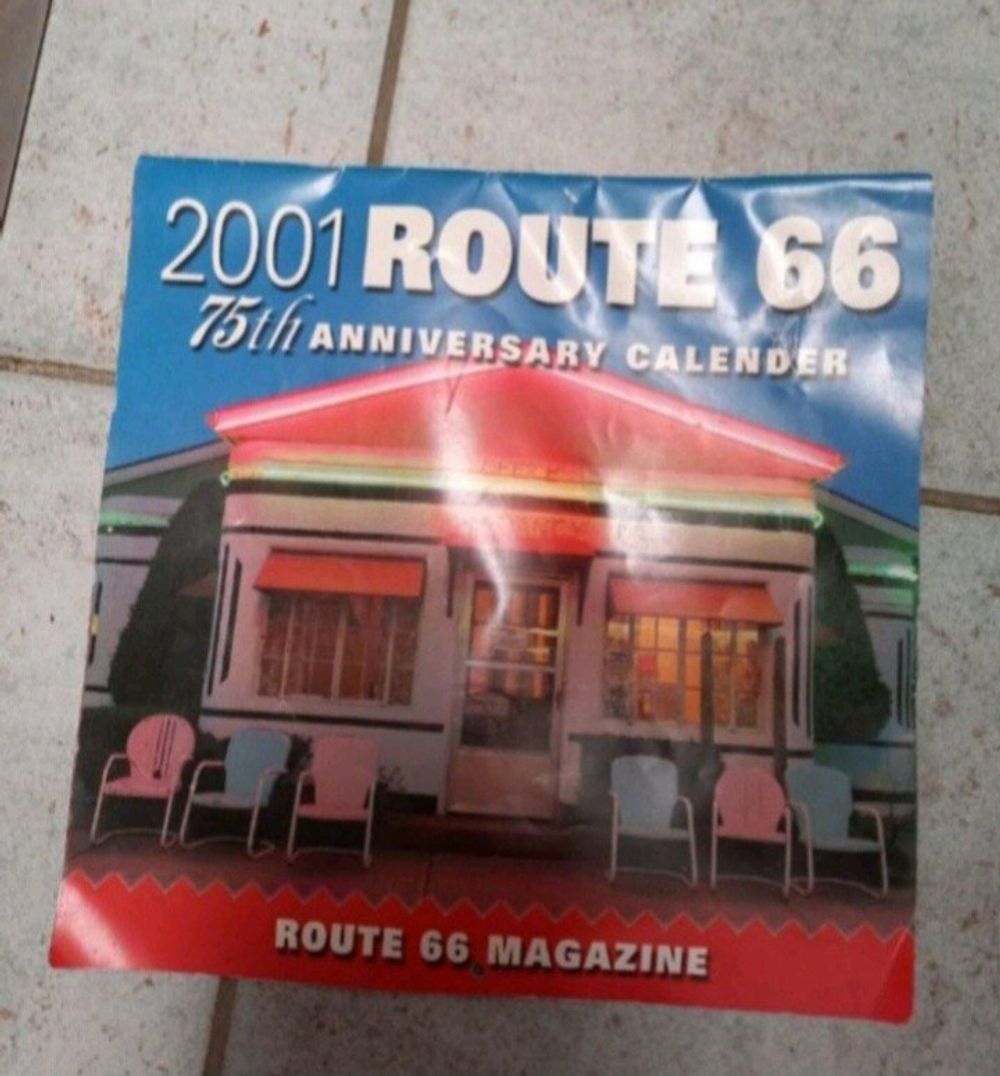 2001 ROUTE 66
75th ANNIVERSARY CALENDER
ROUTE 66 MAGAZINE